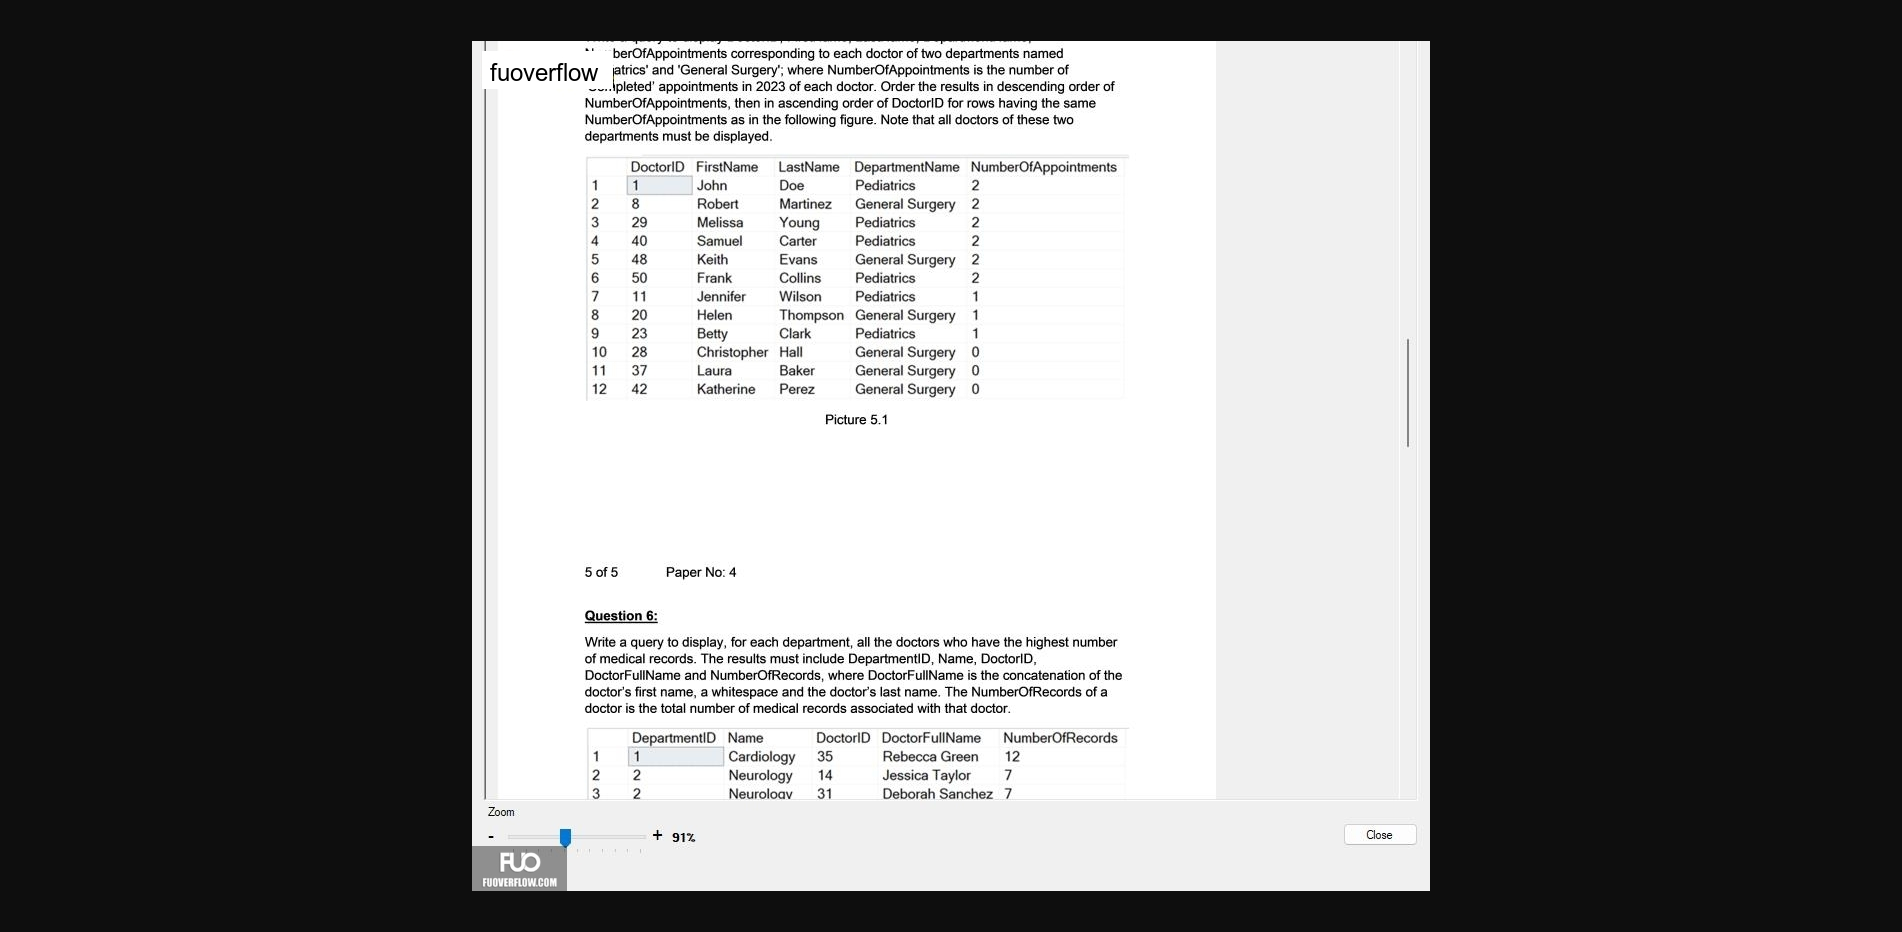 berOfAppointments corresponding to each doctor of two departments named
fuoverflow
atrics' and 'General Surgery'; where NumberOfAppointments is the number of
appointments in 2023 of each doctor. Order the results in descending order of
NumberOfAppointments, then in ascending order of DoctorID for rows having the same
NumberOfAppointments as in the following figure. Note that all doctors of these two
departments must be displayed.
DoctorID FirstName LastName DepartmentName NumberOfAppointments
1 1 John Doe Pediatrics 2
2 8 Robert Martinez General Surgery 2
3 29 Melissa Young Pediatrics 2
4 40 Samuel Carter Pediatrics 2
5 48 Keith Evans General Surgery 2
6 50 Frank Collins Pediatrics 2
7 11 Jennifer Wilson Pediatrics 1
8 20 Helen Thompson General Surgery 1
9 23 Betty Clark Pediatrics 1
10 28 Christopher Hall General Surgery 0
11 37 Laura Baker General Surgery 0
12 42 Katherine Perez General Surgery 0
Picture 5.1
5 of 5 Paper No: 4
Question 6:
Write a query to display, for each department, all the doctors who have the highest number
of medical records. The results must include DepartmentID, Name, DoctorID,
DoctorFullName and NumberOfRecords, where DoctorFullName is the concatenation of the
doctor's first name, a whitespace and the doctor's last name. The NumberOfRecords of a
doctor is the total number of medical records associated with that doctor.
DepartmentID Name DoctorID DoctorFullName NumberOfRecords
1 1 Cardiology 35 Rebecca Green 12
2 2 Neurology 14 Jessica Taylor 7
3 2 Neurology 31 Deborah Sanchez 7
Zoom
- + 91%
Close
FUO
FUOVERFLOW.COM